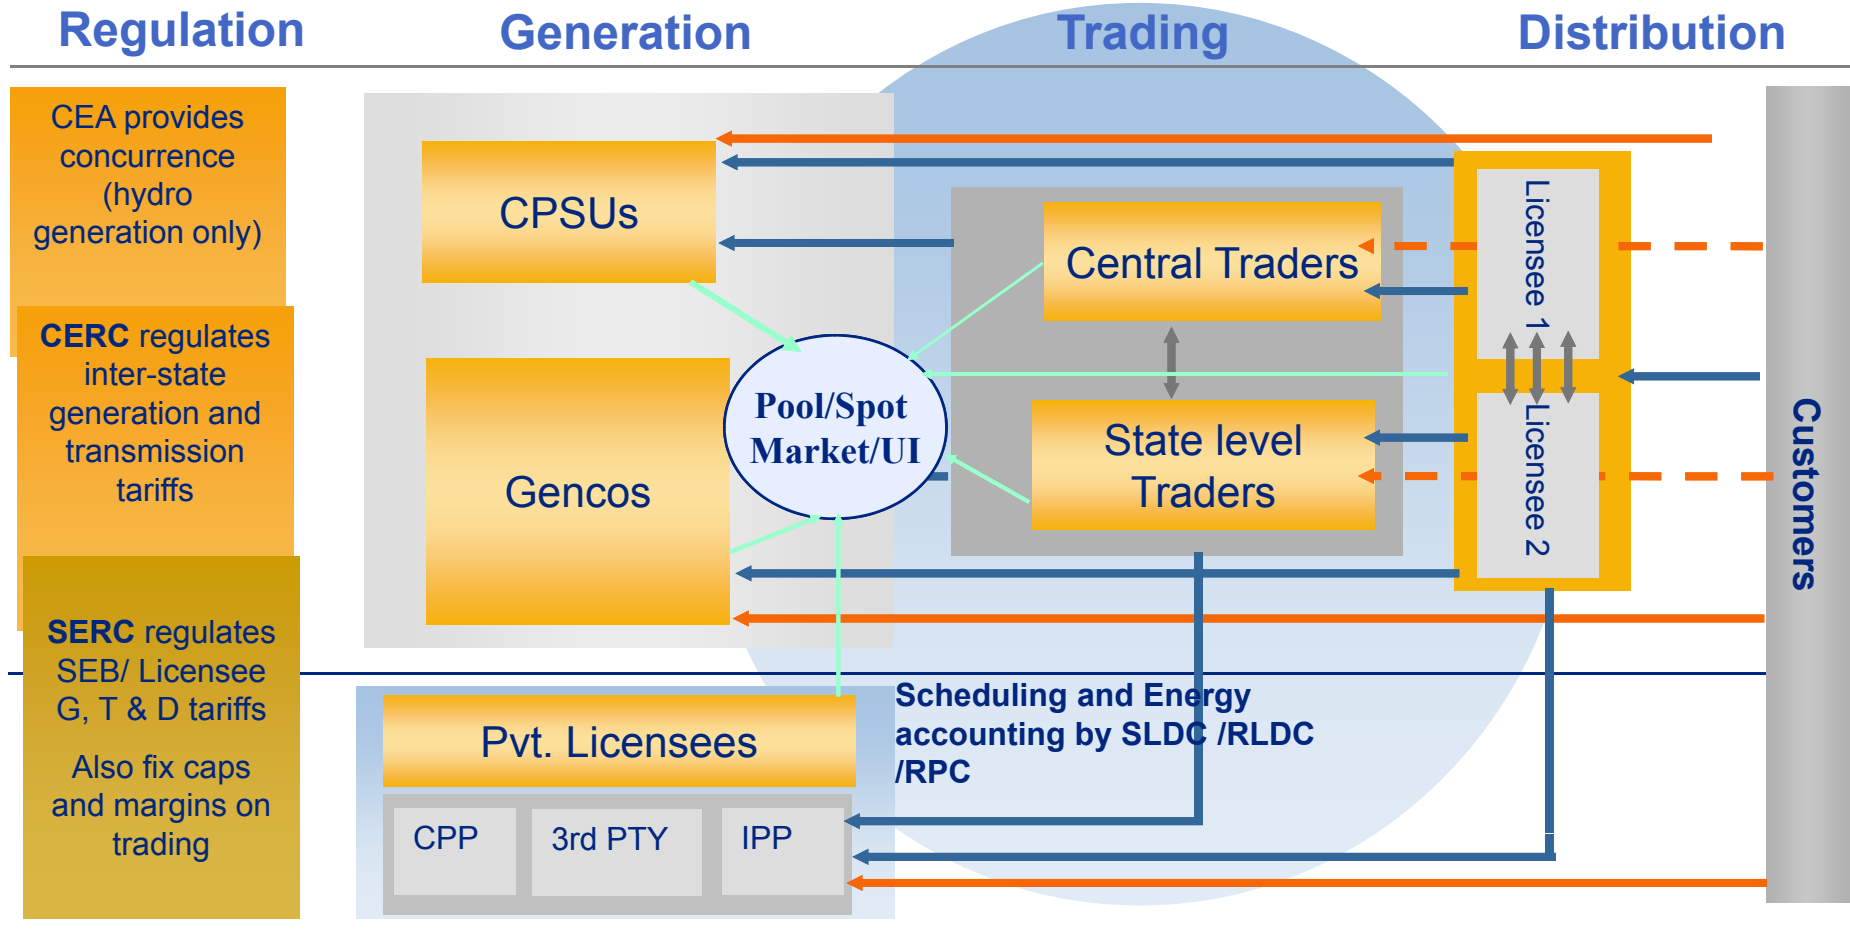 Regulation
Generation
Trading
Distribution
CEA provides
concurrence
(hydro
generation only)
CERC regulates
inter-state
generation and
transmission
tariffs
SERC regulates
SEB/ Licensee
G, T & D tariffs
Also fix caps
and margins on
trading
CPSUs
Gencos
Pool/Spot
Market/UI
Central Traders
State level
Traders
Licensee 1
Licensee 2
Customers
Pvt. Licensees
CPP
3rd PTY
IPP
Scheduling and Energy
accounting by SLDC /RLDC
/RPC